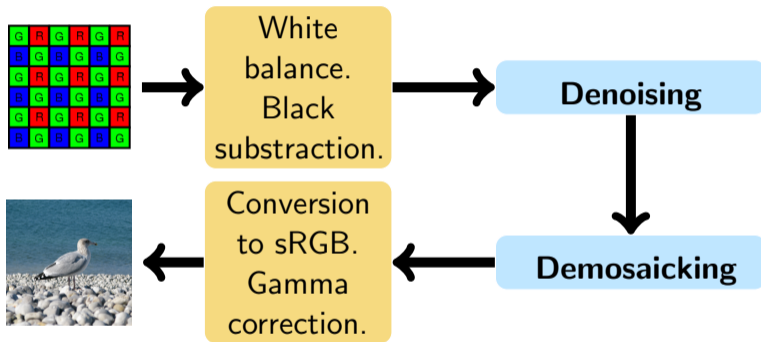 G R G R G R
B G B G B G
G R G R G R
B G B G B G
G R G R G R
B G B G B G
White
balance.
Black
substraction.
Denoising
Demosaicking
Conversion
to sRGB.
Gamma
correction.